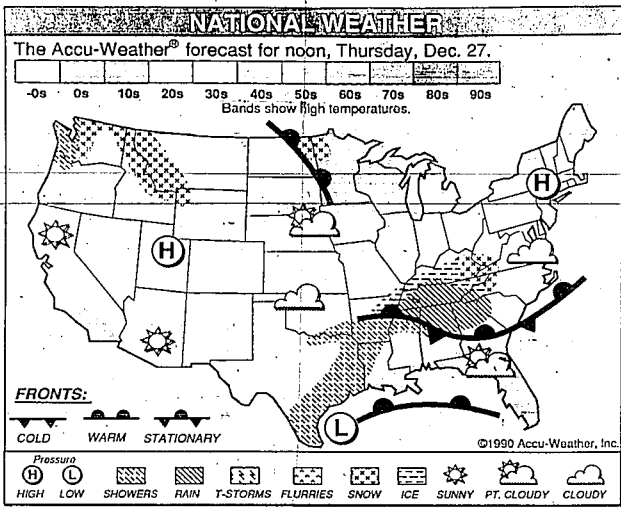 NATIONAL WEATHER
The Accu-Weather® forecast for noon, Thursday, Dec. 27.
-0s 0s 10s 20s 30s 40s 50s 60s 70s 80s 90s
Bands show high temperatures.
H
H
L
FRONTS:
COLD WARM STATIONARY
©1990 Accu-Weather, Inc.
Pressure
H L
HIGH LOW SHOWERS RAIN T-STORMS FLURRIES SNOW ICE SUNNY PT. CLOUDY CLOUDY